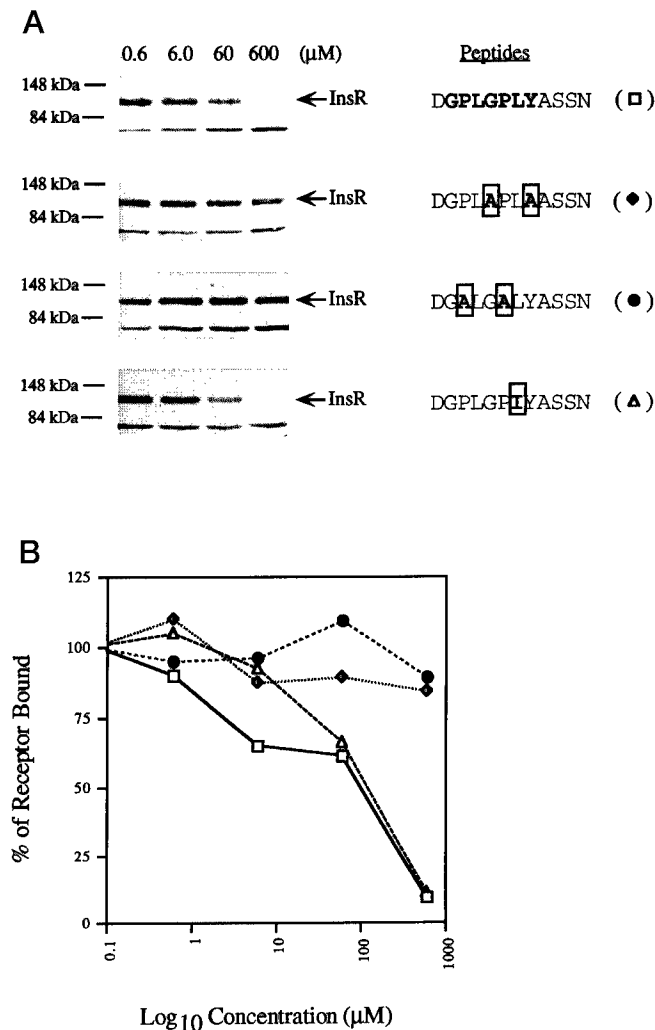 A
0.6 6.0 60 600 (μM) Peptides
148 kDa
InsR
84 kDa
DGPLGPLYASSN (□)
148 kDa
InsR
84 kDa
DGPLAPLAASSN (◆)
148 kDa
InsR
84 kDa
DGALGALYASSN (●)
148 kDa
InsR
84 kDa
DGPLGPIYASSN (△)
B
125
100
75
50
25
0
% of Receptor Bound
0.1 1 10 100 1000
Log10 Concentration (μM)